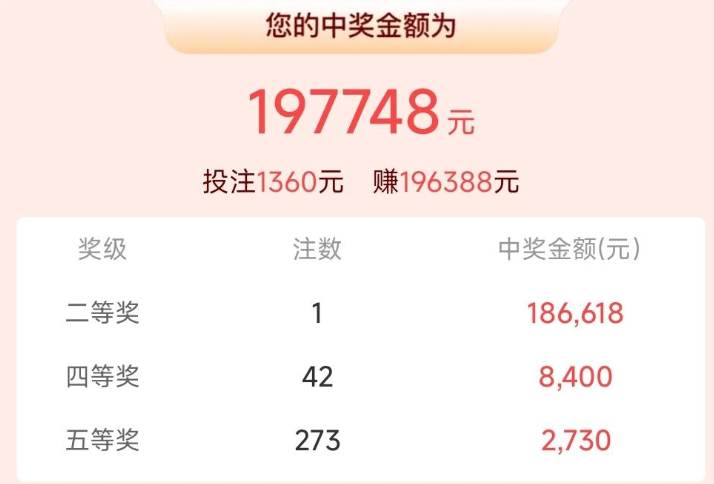 您的中奖金额为
197748元
投注1360元 赚196388元
奖级 注数 中奖金额(元)
二等奖 1 186,618
四等奖 42 8,400
五等奖 273 2,730